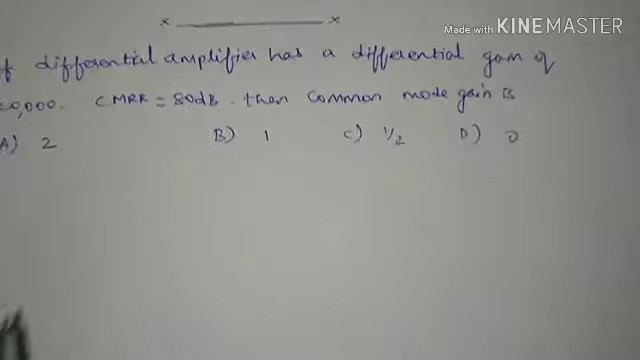 Made with KINEMASTER
x ——— x
f differential amplifier has a differential gain of
0,000. CMRR = 80dB. then Common mode gain is
A) 2 B) 1 C) 1/2 D) 0